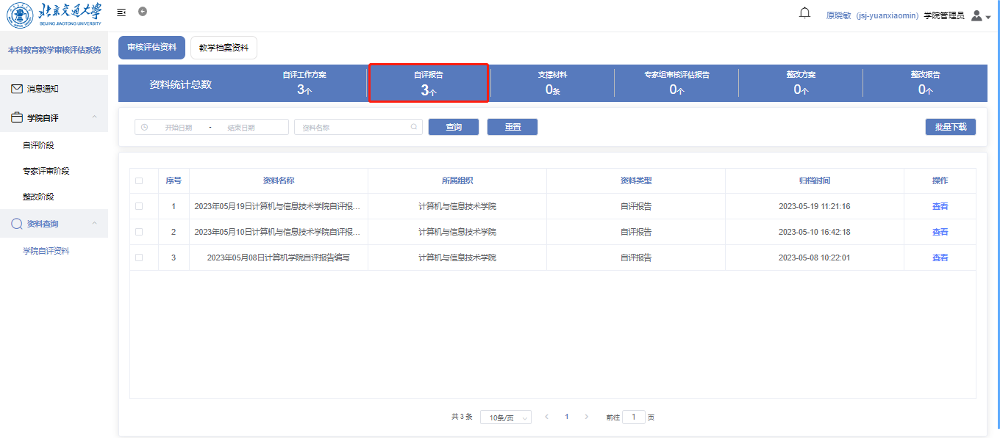 北京交通大学
BEIJING JIAOTONG UNIVERSITY
原晓敏（jsj-yuanxiaomin） 学院管理员
本科教育教学审核评估系统
消息通知
学院自评
自评阶段
专家评审阶段
整改阶段
资料查询
学院自评资料
审核评估资料 教学档案资料
资料统计总数
自评工作方案 3个
自评报告 3个
支撑材料 0条
专家组审核评估报告 0个
整改方案 0个
整改报告 0个
开始日期 - 结束日期 资料名称 查询 重置 批量下载
序号 资料名称 所属组织 资料类型 归档时间 操作
1 2023年05月19日计算机与信息技术学院自评报... 计算机与信息技术学院 自评报告 2023-05-19 11:21:16 查看
2 2023年05月10日计算机与信息技术学院自评报... 计算机与信息技术学院 自评报告 2023-05-10 16:42:18 查看
3 2023年05月08日计算机学院自评报告编写 计算机与信息技术学院 自评报告 2023-05-08 10:22:01 查看
共 3 条 10条/页 1 前往 1 页